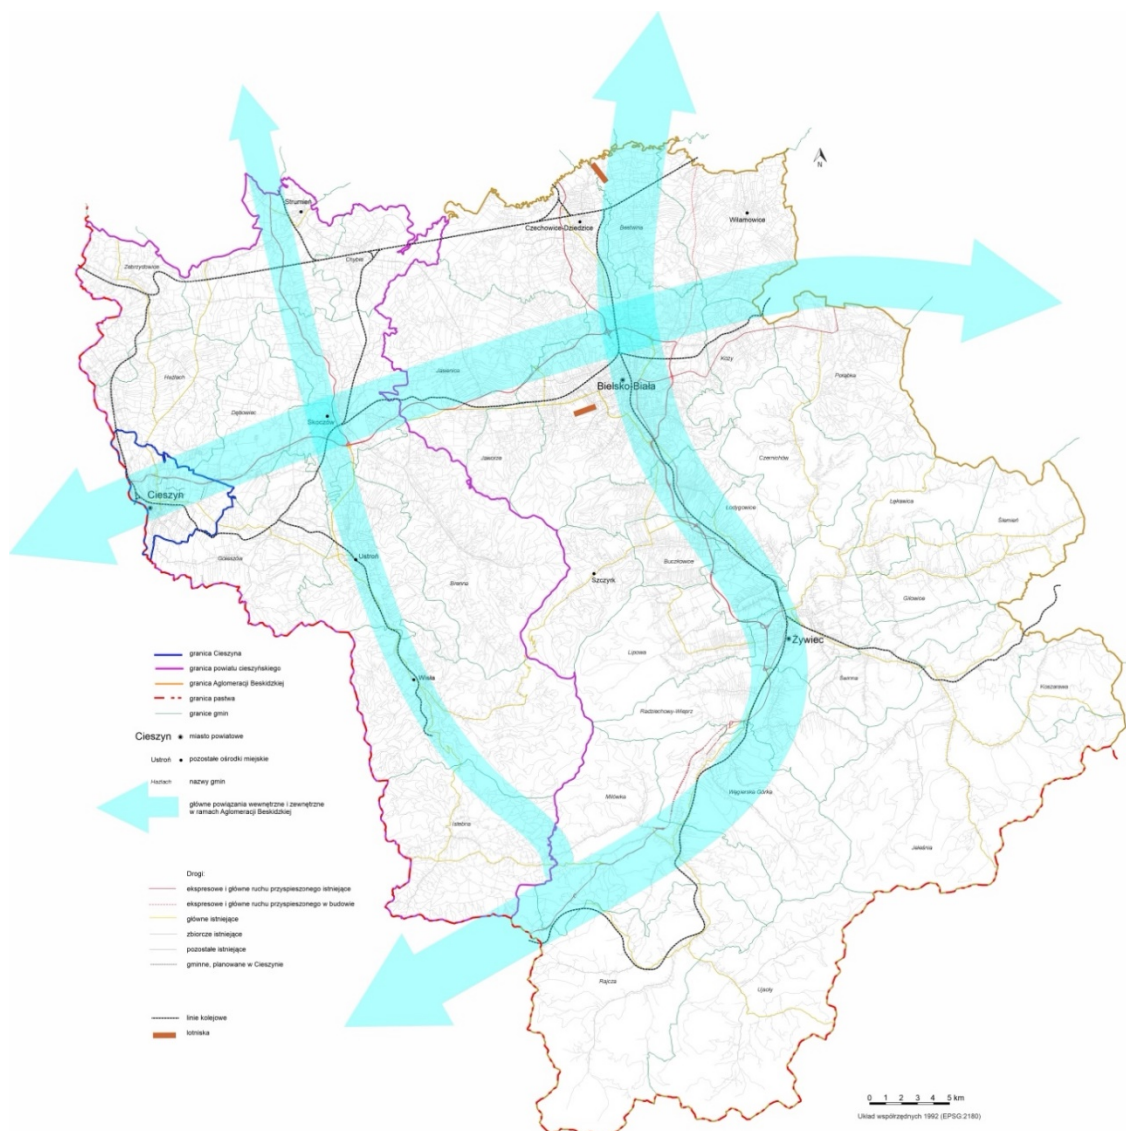 N
Strumień
Wilamowice
Czechowice-Dziedzice
Bestwina
Zebrzydowice
Chybie
Kozy
Jasienica
Porąbka
Bielsko-Biała
Hażlach
Dębowiec
Skoczów
Jaworze
Czernichów
Cieszyn
Łodygowice
Łękawica
Ślemień
Goleszów
Ustroń
Brenna
Szczyrk
Buczkowice
Gilowice
Żywiec
Lipowa
Świnna
Koszarawa
Wisła
Radziechowy-Wieprz
Milówka
Węgierska Górka
Istebna
Jeleśnia
Rajcza
Ujsoły
granica Cieszyna
granica powiatu cieszyńskiego
granica Aglomeracji Beskidzkiej
granica pastwa
granice gmin
Cieszyn miasto powiatowe
Ustroń pozostałe ośrodki miejskie
Hażlach nazwy gmin
główne powiązania wewnętrzne i zewnętrzne
w ramach Aglomeracji Beskidzkiej
Drogi:
ekspresowe i główne ruchu przyspieszonego istniejące
ekspresowe i główne ruchu przyspieszonego w budowie
główne istniejące
zbiorcze istniejące
pozostałe istniejące
gminne, planowane w Cieszynie
linie kolejowe
lotniska
0 1 2 3 4 5 km
Układ współrzędnych 1992 (EPSG:2180)